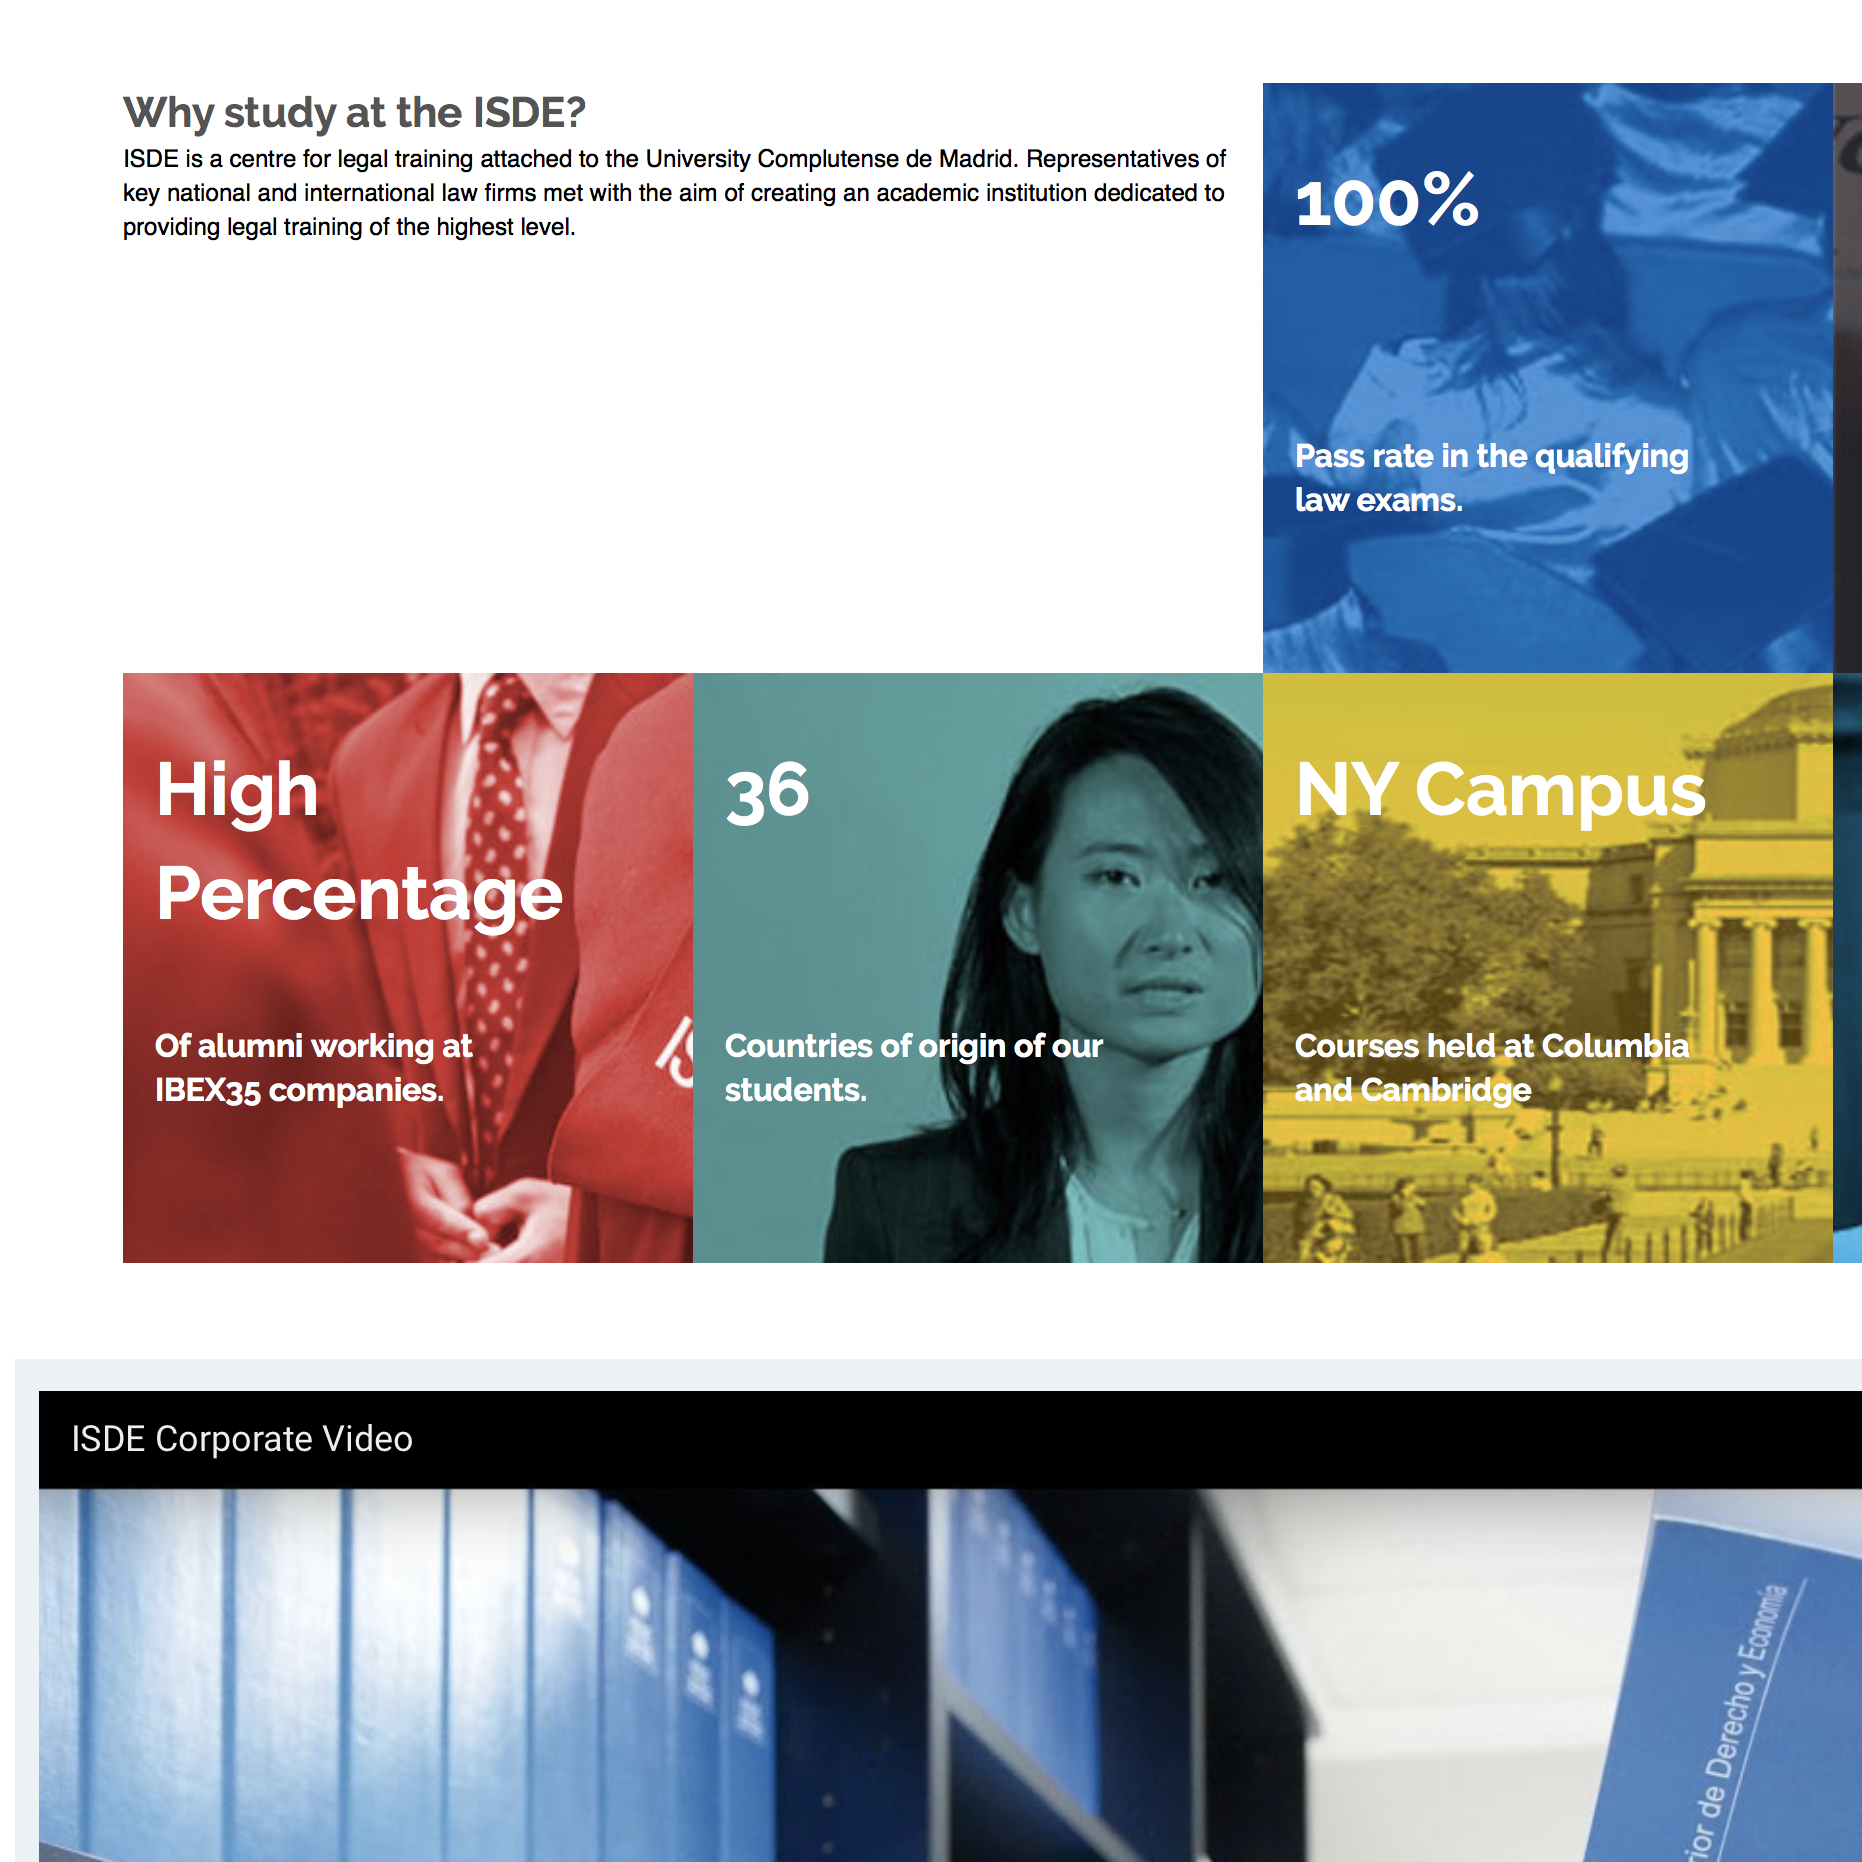 Why study at the ISDE?
ISDE is a centre for legal training attached to the University Complutense de Madrid. Representatives of
key national and international law firms met with the aim of creating an academic institution dedicated to
providing legal training of the highest level.
100%
Pass rate in the qualifying
law exams.
High
Percentage
Of alumni working at
IBEX35 companies.
36
Countries of origin of our
students.
NY Campus
Courses held at Columbia
and Cambridge
ISDE Corporate Video
de Derecho y Economia